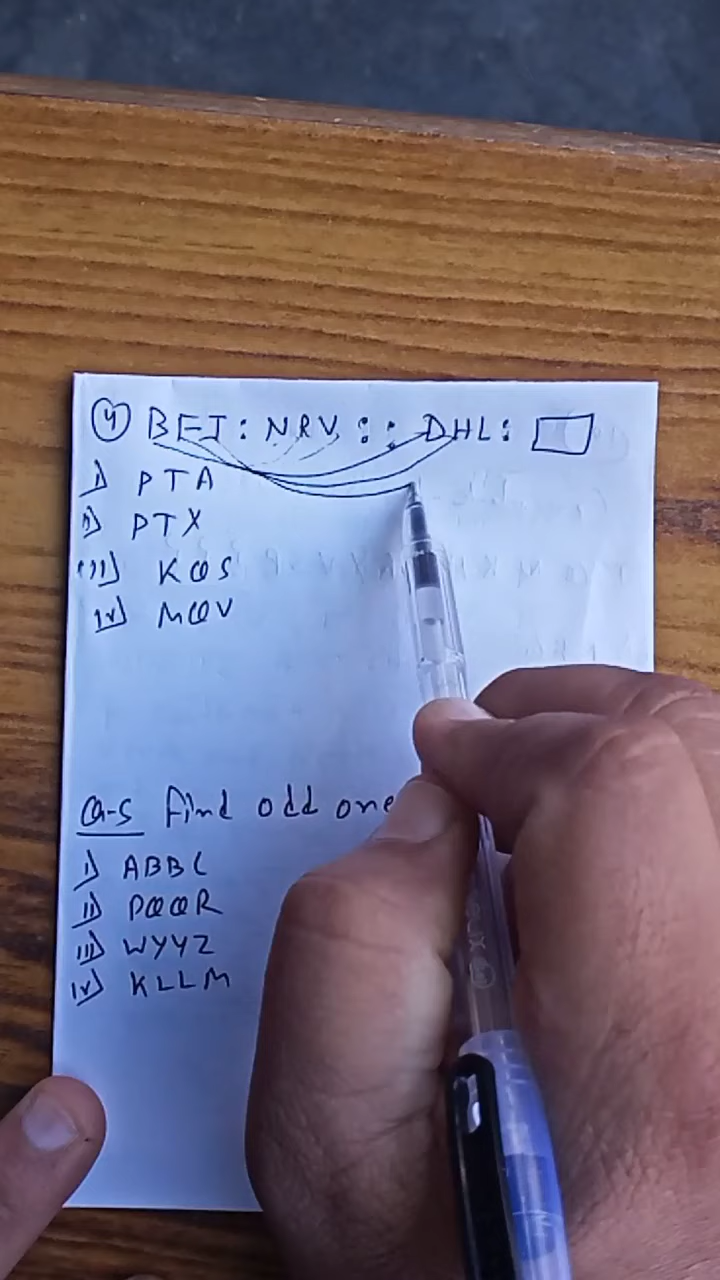 ④ BFJ: NRV :: DHL:
i) PTA
ii) PTX
iii) KQS
iv) MQV
Q-5 Find odd one
i) ABBC
ii) PQQR
iii) WYYZ
iv) KLLM